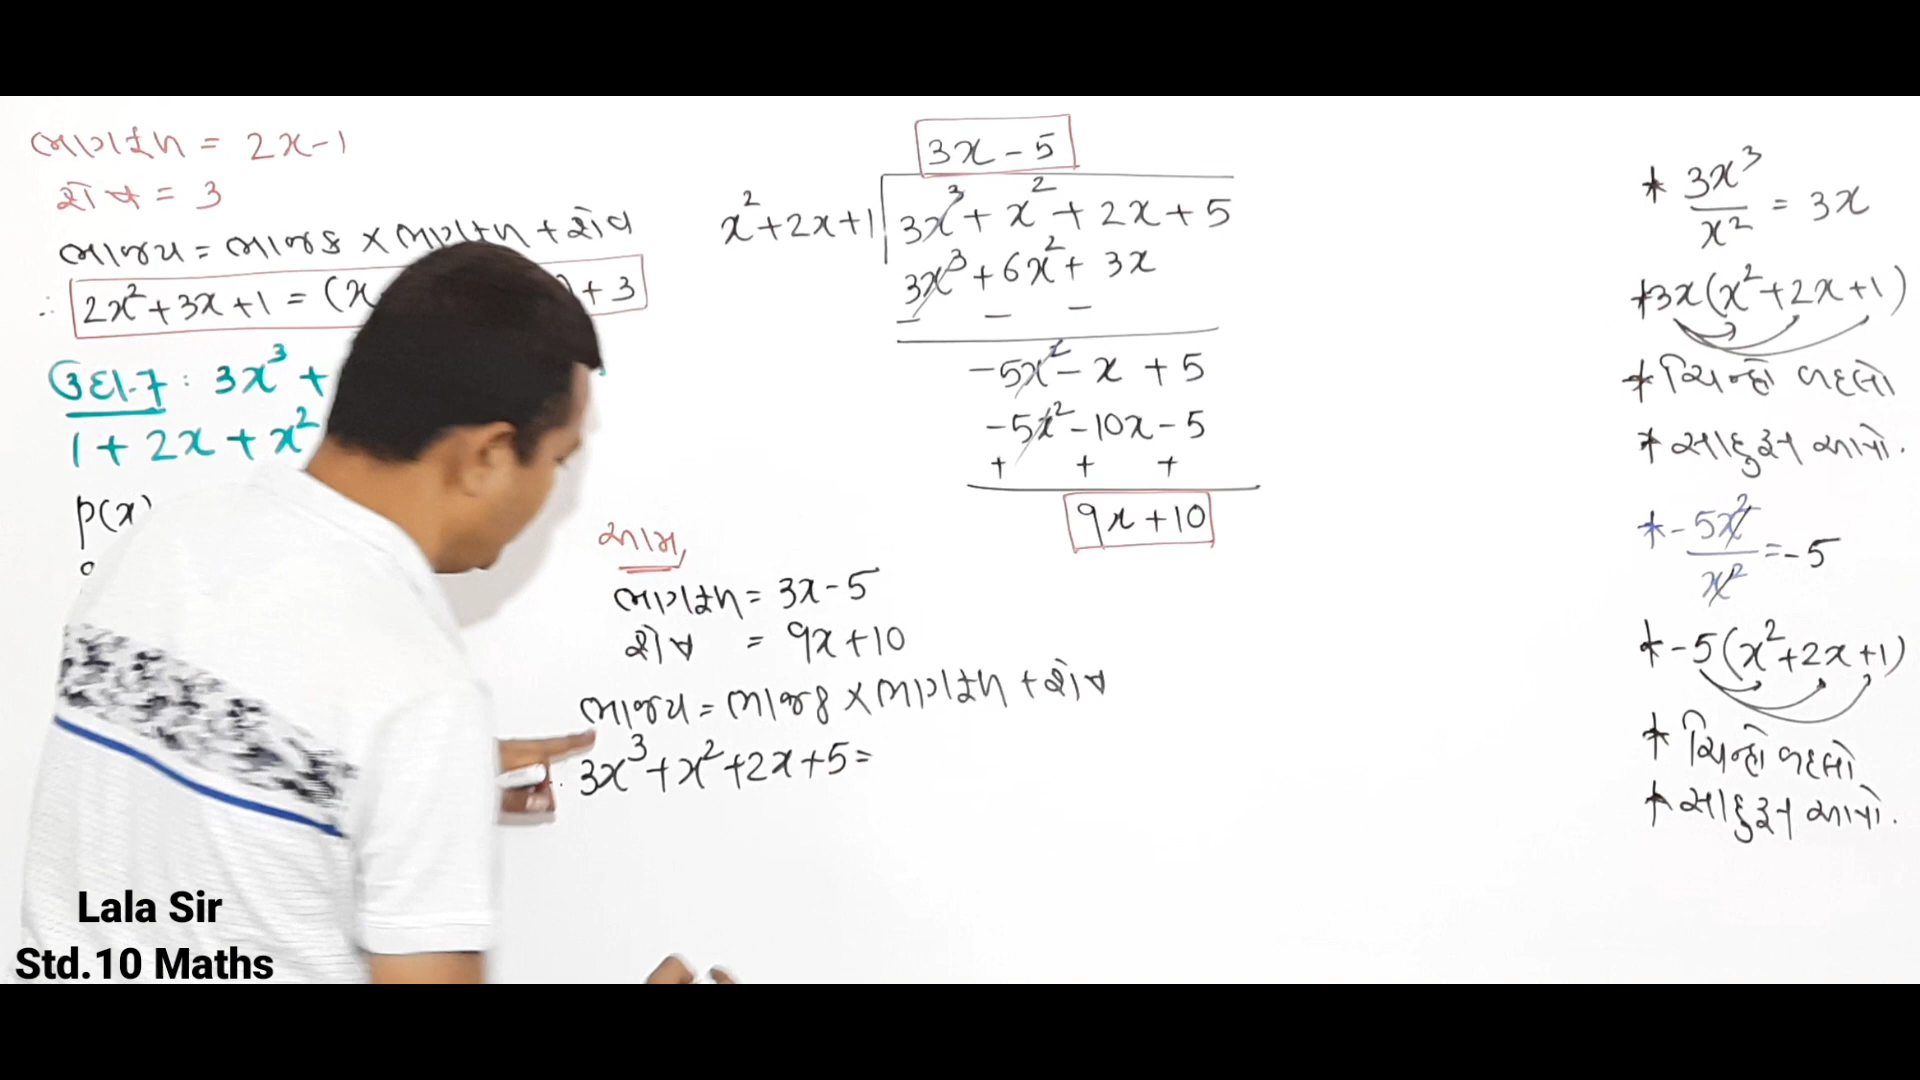 ભાગફળ = 2x-1
શેષ = 3
ભાજ્ય = ભાજક × ભાગફળ + શેષ
∴ 2x²+3x+1 = (x + 3
ઉદા.7 : 3x³ +
1 + 2x + x²
p(x)
3x - 5
x²+2x+1 3x³ + x² + 2x + 5
3x³ + 6x² + 3x
- - -
-5x² - x + 5
-5x² - 10x - 5
+ + +
9x + 10
આમ,
ભાગફળ = 3x-5
શેષ = 9x+10
ભાજ્ય = ભાજક × ભાગફળ + શેષ
3x³+x²+2x+5=
* 3x³/x² = 3x
*3x(x²+2x+1)
* ચિન્હો બદલો
* સાદુરૂપ આપો.
* -5x²/x² = -5
* -5(x²+2x+1)
* ચિન્હો બદલો
* સાદુરૂપ આપો.
Lala Sir
Std.10 Maths